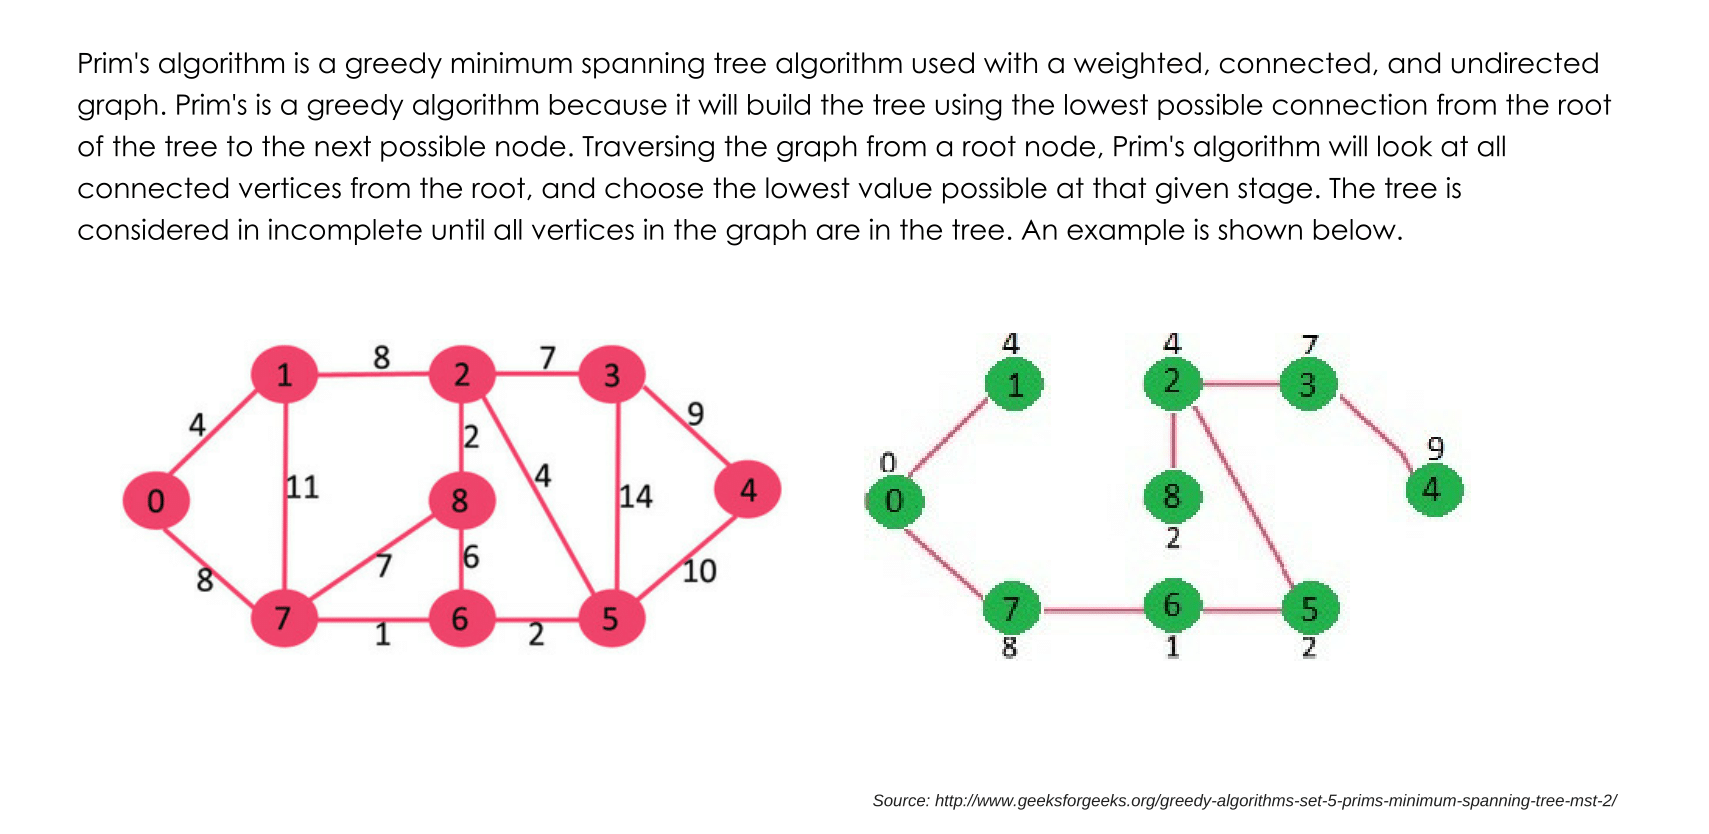 Prim's algorithm is a greedy minimum spanning tree algorithm used with a weighted, connected, and undirected
graph. Prim's is a greedy algorithm because it will build the tree using the lowest possible connection from the root
of the tree to the next possible node. Traversing the graph from a root node, Prim's algorithm will look at all
connected vertices from the root, and choose the lowest value possible at that given stage. The tree is
considered in incomplete until all vertices in the graph are in the tree. An example is shown below.
8 7
1 2 3
4 2 9
11 4 14
0 8 4
7 6 10
8
7 6 5
1 2
4 4 7
1 2 3
0 9
0 8 4
2
7 6 5
8 1 2
Source: http://www.geeksforgeeks.org/greedy-algorithms-set-5-prims-minimum-spanning-tree-mst-2/